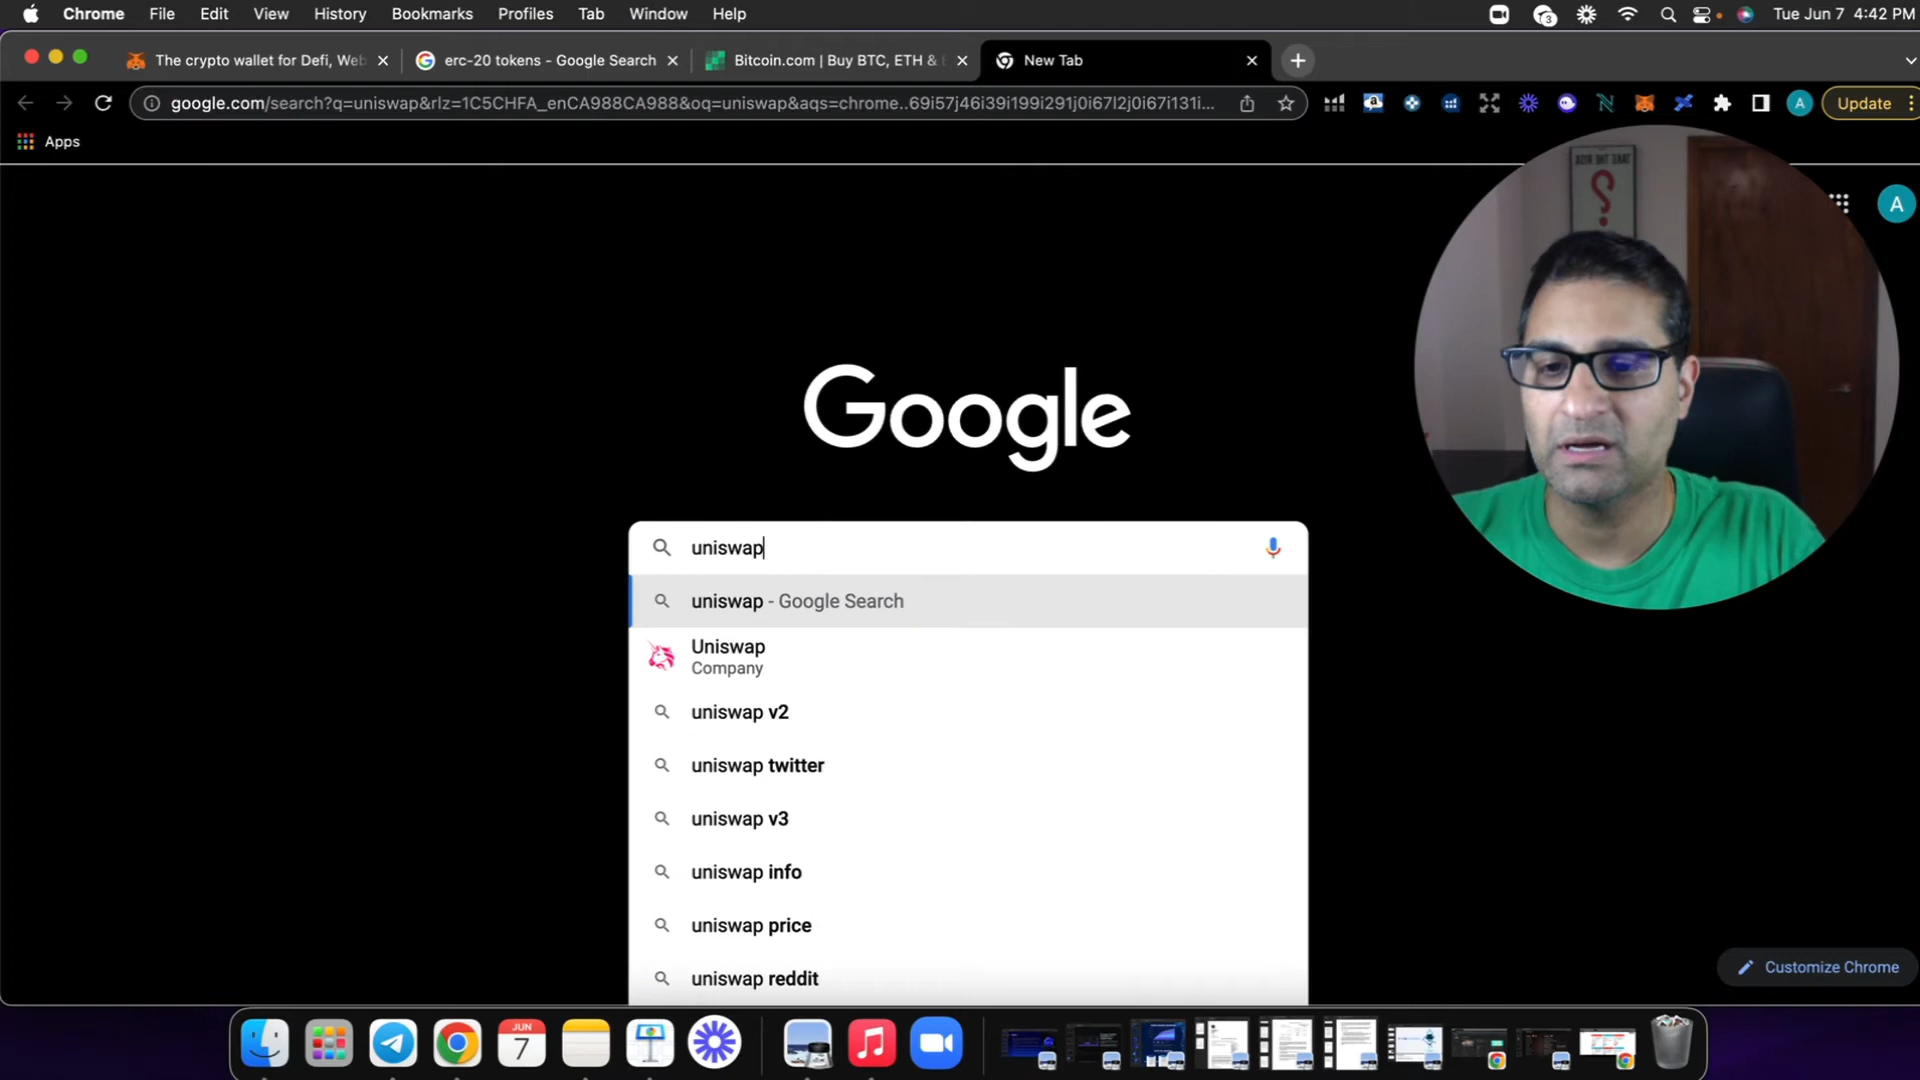 Chrome File Edit View History Bookmarks Profiles Tab Window Help 3 Tue Jun 7 4:42 PM
The crypto wallet for Defi, Web erc-20 tokens - Google Search Bitcoin.com | Buy BTC, ETH & New Tab
google.com/search?q=uniswap&rlz=1C5CHFA_enCA988CA988&oq=uniswap&aqs=chrome..69i57j46i39i199i291j0i67l2j0i67i131i... A Update
Apps
A
Google
uniswap
uniswap - Google Search
Uniswap
Company
uniswap v2
uniswap twitter
uniswap v3
uniswap info
uniswap price
uniswap reddit
Customize Chrome
JUN
7